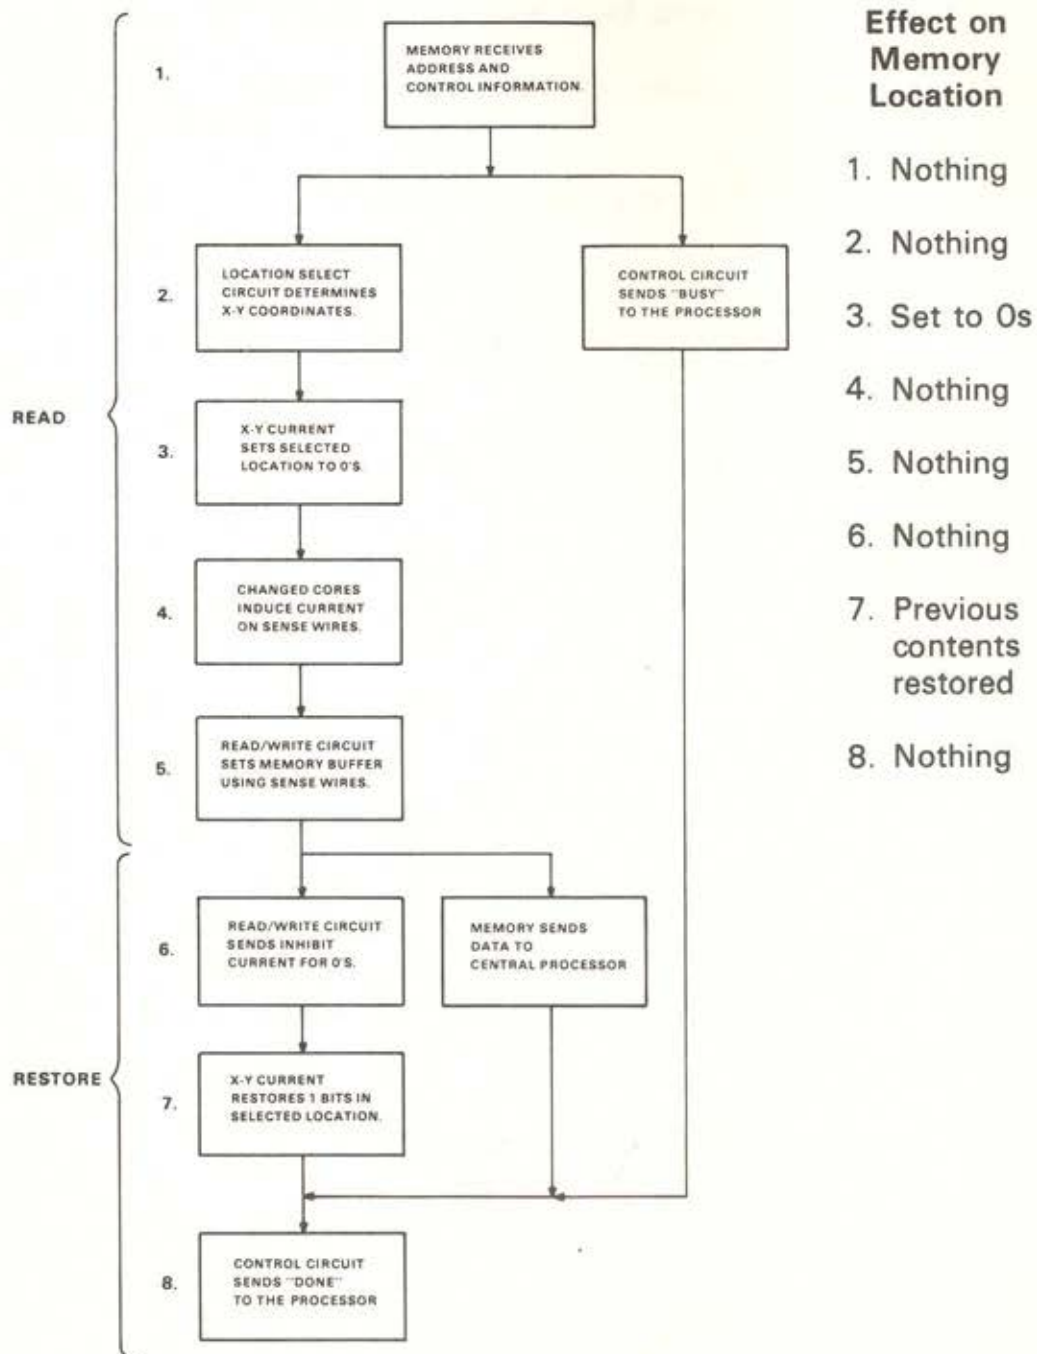 1.
MEMORY RECEIVES
ADDRESS AND
CONTROL INFORMATION.
2.
LOCATION SELECT
CIRCUIT DETERMINES
X-Y COORDINATES.
CONTROL CIRCUIT
SENDS "BUSY"
TO THE PROCESSOR
READ
3.
X-Y CURRENT
SETS SELECTED
LOCATION TO 0'S.
4.
CHANGED CORES
INDUCE CURRENT
ON SENSE WIRES.
5.
READ/WRITE CIRCUIT
SETS MEMORY BUFFER
USING SENSE WIRES.
6.
READ/WRITE CIRCUIT
SENDS INHIBIT
CURRENT FOR 0'S.
MEMORY SENDS
DATA TO
CENTRAL PROCESSOR
RESTORE
7.
X-Y CURRENT
RESTORES 1 BITS IN
SELECTED LOCATION.
8.
CONTROL CIRCUIT
SENDS "DONE"
TO THE PROCESSOR
Effect on
Memory
Location
1. Nothing
2. Nothing
3. Set to 0s
4. Nothing
5. Nothing
6. Nothing
7. Previous
contents
restored
8. Nothing